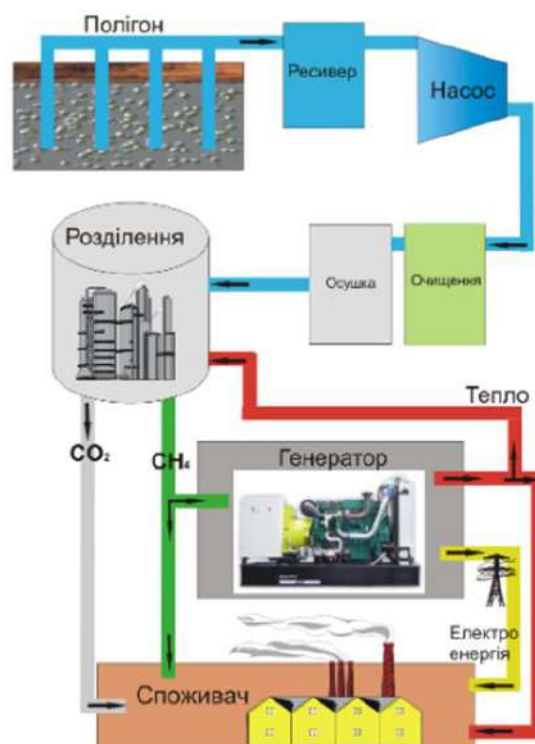 Полігон
Ресивер
Насос
Розділення
Осушка
Очищення
Тепло
CO₂
CH₄
Генератор
Електро
енергія
Споживач